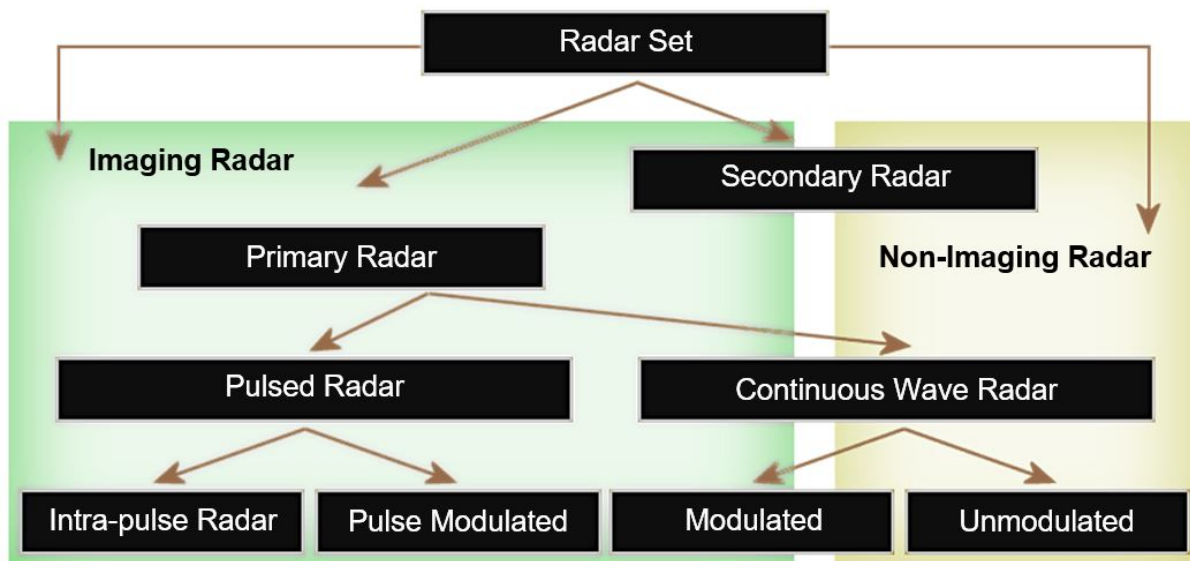 Radar Set
Imaging Radar
Secondary Radar
Primary Radar
Non-Imaging Radar
Pulsed Radar
Continuous Wave Radar
Intra-pulse Radar
Pulse Modulated
Modulated
Unmodulated